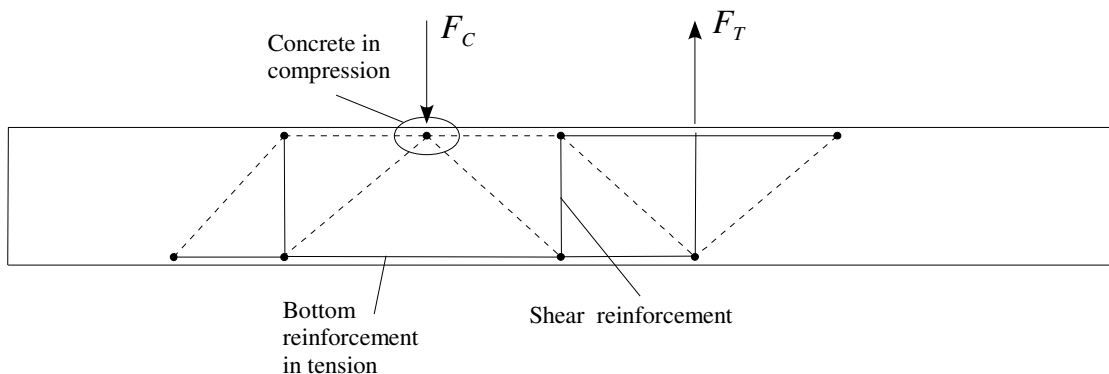 Concrete in
compression
F_C
F_T
Bottom
reinforcement
in tension
Shear reinforcement